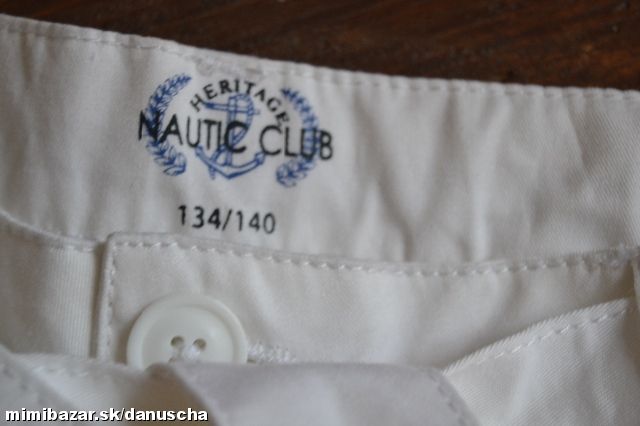 HERITAGE
NAUTIC CLUB
134/140
mimibazar.sk/danuscha